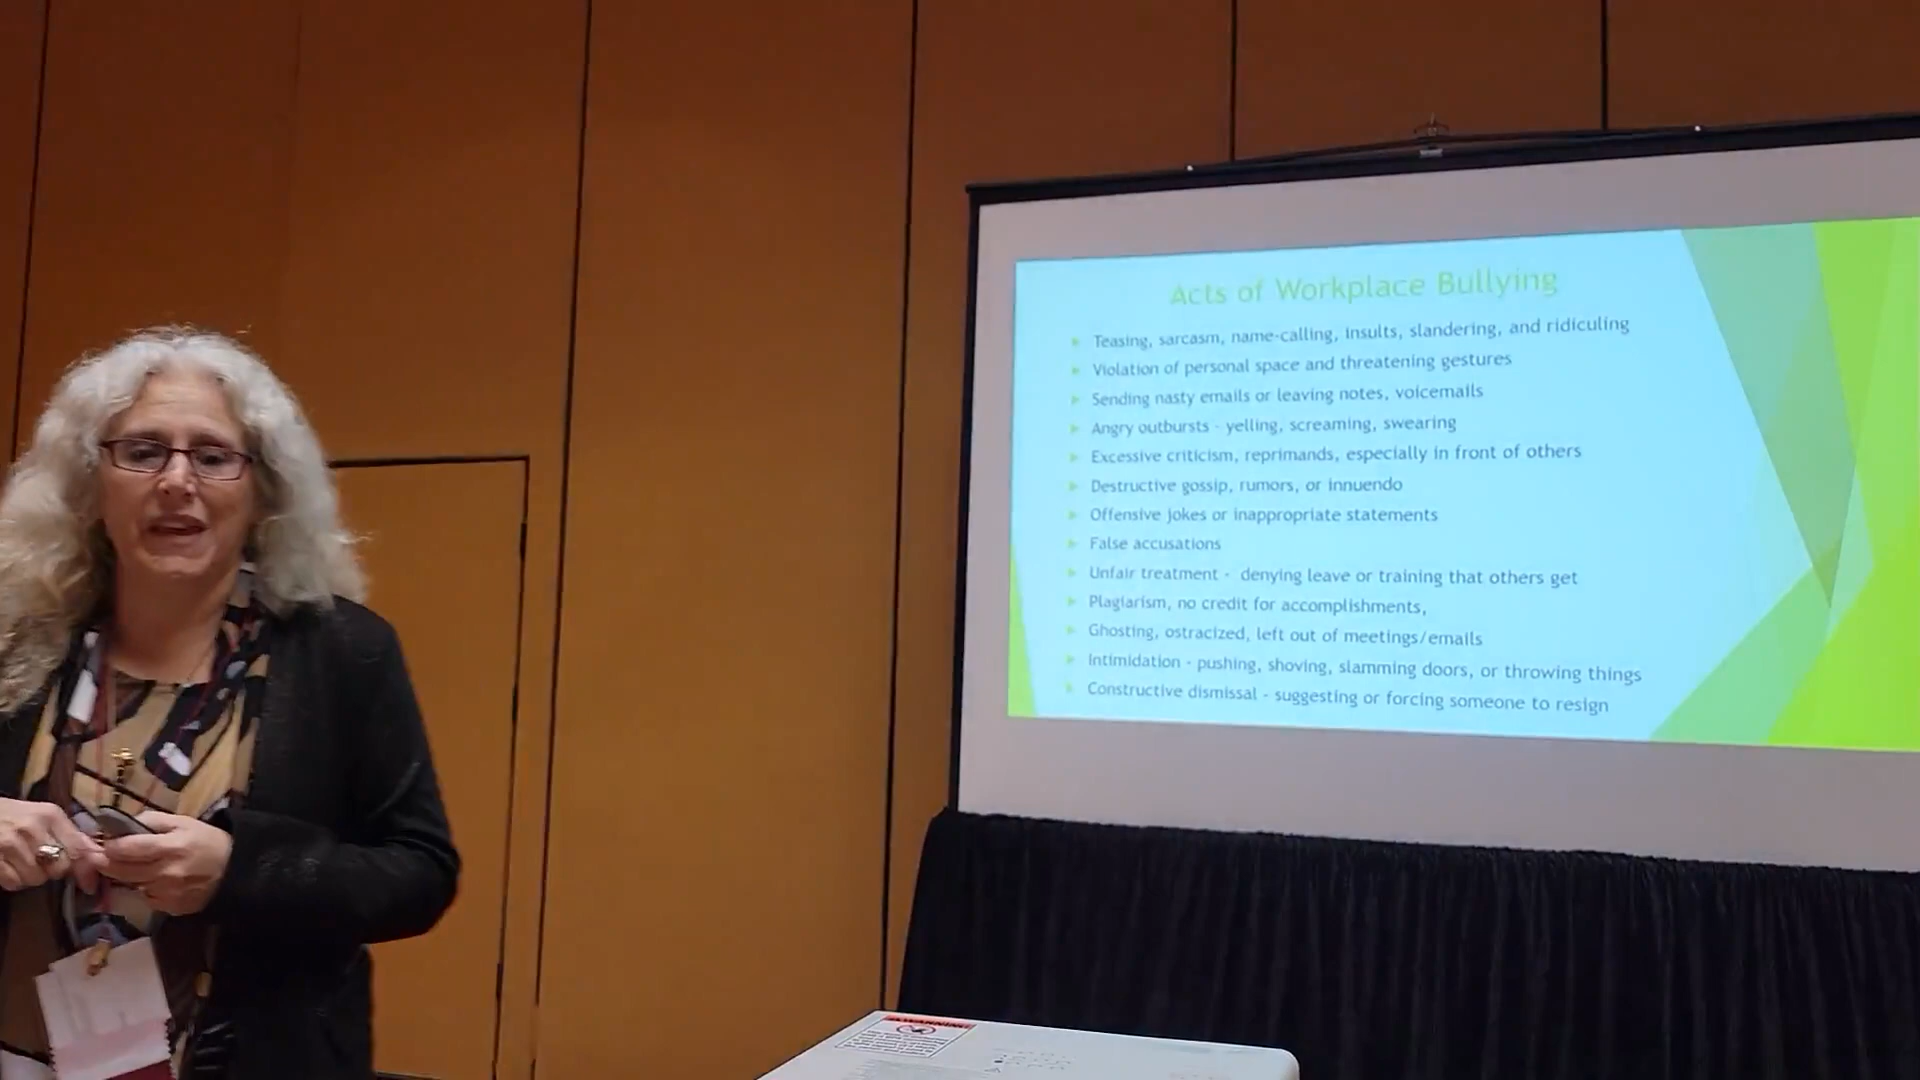 Acts of Workplace Bullying
Teasing, sarcasm, name-calling, insults, slandering, and ridiculing
Violation of personal space and threatening gestures
Sending nasty emails or leaving notes, voicemails
Angry outbursts - yelling, screaming, swearing
Excessive criticism, reprimands, especially in front of others
Destructive gossip, rumors, or innuendo
Offensive jokes or inappropriate statements
False accusations
Unfair treatment - denying leave or training that others get
Plagiarism, no credit for accomplishments,
Ghosting, ostracized, left out of meetings/emails
Intimidation - pushing, shoving, slamming doors, or throwing things
Constructive dismissal - suggesting or forcing someone to resign
WARNING